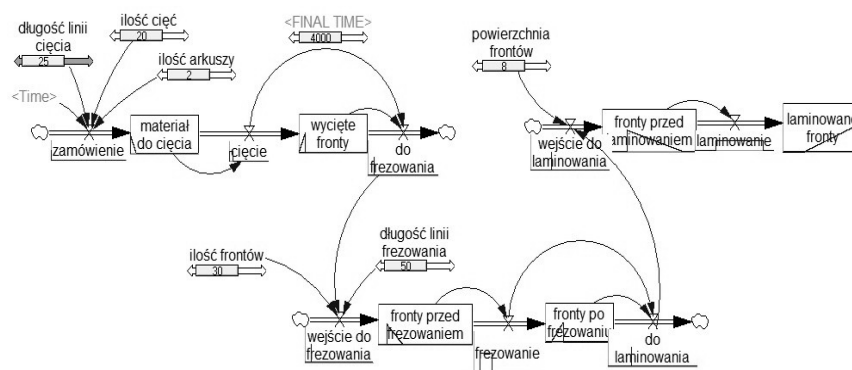 długość linii
cięcia
25
ilość cięć
20
ilość arkuszy
2
<Time>
<FINAL TIME>
4000
zamówienie
materiał
do cięcia
cięcie
wycięte
fronty
do
frezowania
powierzchnia
frontów
8
wejście do
laminowania
fronty przed
laminowaniem
laminowanie
laminowane
fronty
ilość frontów
30
długość linii
frezowania
50
wejście do
frezowania
fronty przed
frezowaniem
frezowanie
fronty po
frezowaniu
do
laminowania